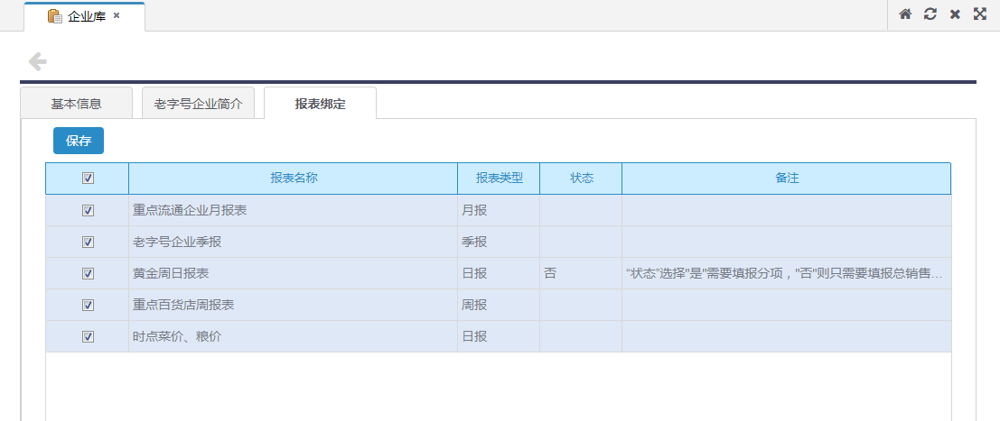 企业库
基本信息 老字号企业简介 报表绑定
保存
报表名称 报表类型 状态 备注
重点流通企业月报表 月报
老字号企业季报 季报
黄金周日报表 日报 否 “状态”选择"是"需要填报分项，"否"则只需要填报总销售...
重点百货店周报表 周报
时点菜价、粮价 日报